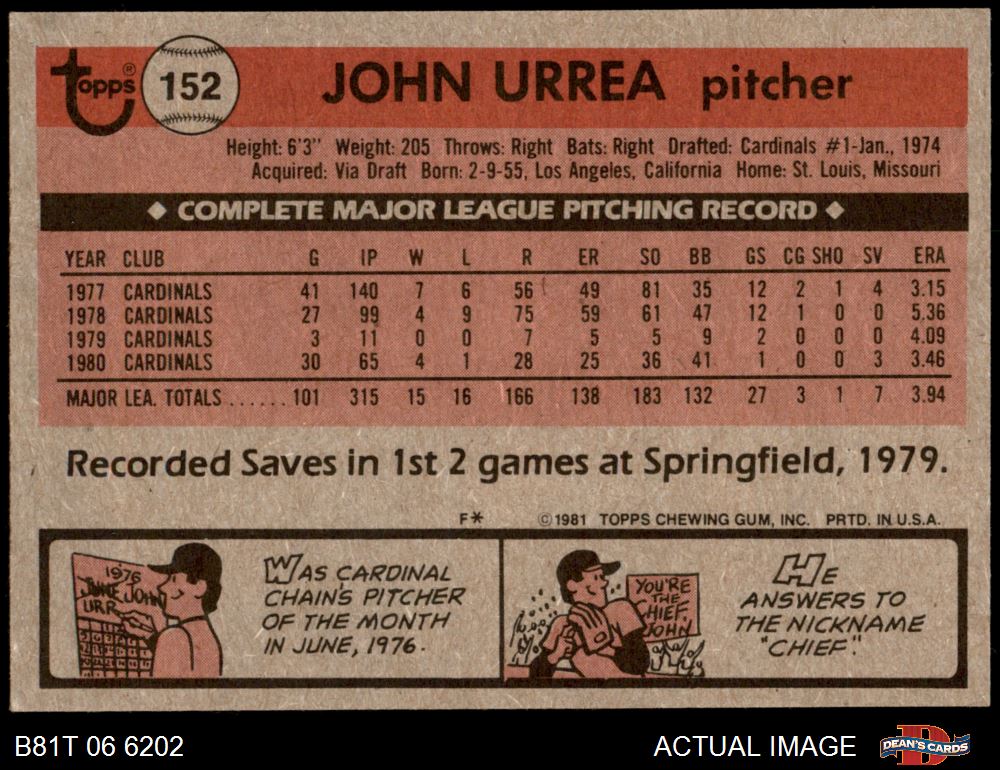 Topps® 152 JOHN URREA pitcher
Height: 6'3" Weight: 205 Throws: Right Bats: Right Drafted: Cardinals #1-Jan., 1974
Acquired: Via Draft Born: 2-9-55, Los Angeles, California Home: St. Louis, Missouri
◆ COMPLETE MAJOR LEAGUE PITCHING RECORD ◆
YEAR CLUB G IP W L R ER SO BB GS CG SHO SV ERA
1977 CARDINALS 41 140 7 6 56 49 81 35 12 2 1 4 3.15
1978 CARDINALS 27 99 4 9 75 59 61 47 12 1 0 0 5.36
1979 CARDINALS 3 11 0 0 7 5 5 9 2 0 0 0 4.09
1980 CARDINALS 30 65 4 1 28 25 36 41 1 0 0 3 3.46
MAJOR LEA. TOTALS ...... 101 315 15 16 166 138 183 132 27 3 1 7 3.94
Recorded Saves in 1st 2 games at Springfield, 1979.
F* ©1981 TOPPS CHEWING GUM, INC. PRTD. IN U.S.A.
1976
JUNE JOHN
URR
WAS CARDINAL
CHAIN'S PITCHER
OF THE MONTH
IN JUNE, 1976.
YOU'RE
THE
HIEF
JOHN
HE
ANSWERS TO
THE NICKNAME
"CHIEF".
B81T 06 6202
ACTUAL IMAGE
D
DEAN'S CARDS